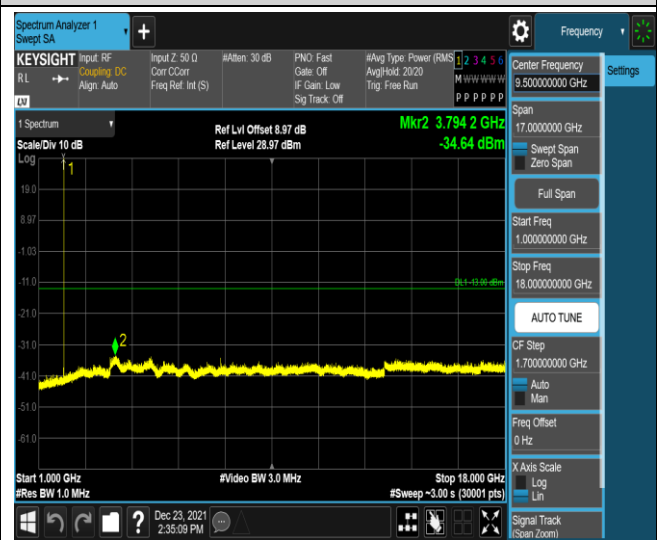 Spectrum Analyzer 1
Swept SA
+
Frequency
KEYSIGHT
RL
LXI
Input: RF
Coupling: DC
Align: Auto
Input Z: 50 Ω
Corr CCorr
Freq Ref: Int (S)
#Atten: 30 dB
PNO: Fast
Gate: Off
IF Gain: Low
Sig Track: Off
#Avg Type: Power (RMS
Avg|Hold: 20/20
Trig: Free Run
1 2 3 4 5 6
M W W W W W
P P P P P P
1 Spectrum
Scale/Div 10 dB
Log
Ref Lvl Offset 8.97 dB
Ref Level 28.97 dBm
Mkr2 3.794 2 GHz
-34.64 dBm
1
19.0
8.97
-1.03
-11.0
DL1 -13.00 dBm
-21.0
-31.0
2
-41.0
-51.0
-61.0
Start 1.000 GHz
#Res BW 1.0 MHz
#Video BW 3.0 MHz
Stop 18.000 GHz
#Sweep ~3.00 s (30001 pts)
?
Dec 23, 2021
2:35:09 PM
Center Frequency
9.500000000 GHz
Settings
Span
17.0000000 GHz
Swept Span
Zero Span
Full Span
Start Freq
1.000000000 GHz
Stop Freq
18.00000000 GHz
AUTO TUNE
CF Step
1.700000000 GHz
Auto
Man
Freq Offset
0 Hz
X Axis Scale
Log
Lin
Signal Track
(Span Zoom)